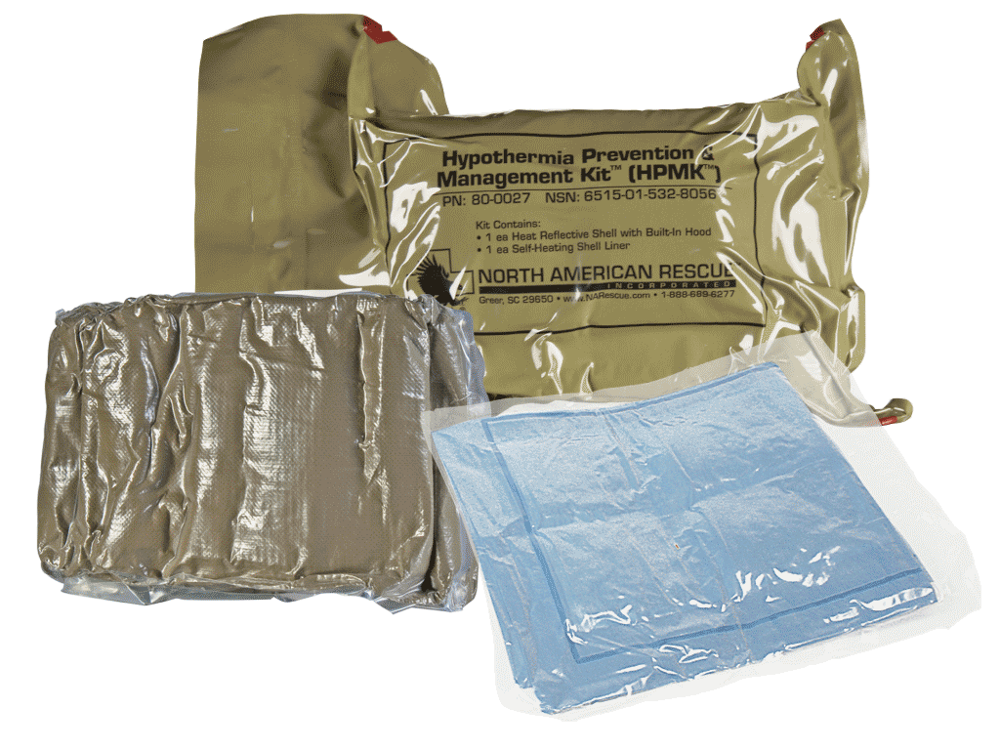 Hypothermia Prevention &
Management Kit™ (HPMK™)
PN: 80-0027 NSN: 6515-01-532-8056
Kit Contains:
• 1 ea Heat Reflective Shell with Built-In Hood
• 1 ea Self-Heating Shell Liner
NORTH AMERICAN RESCUE™
INCORPORATED
Greer, SC 29650 • www.NARescue.com • 1-888-689-6277